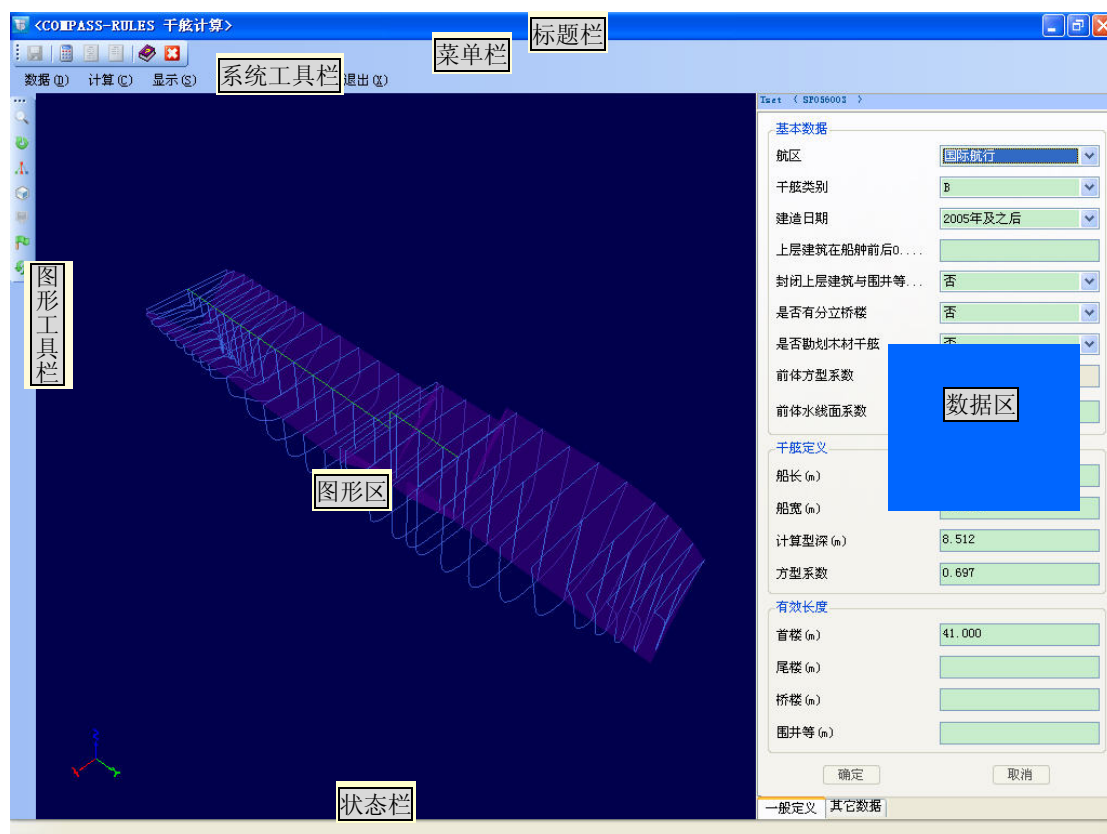 <COMPASS-RULES 干舷计算>
标题栏
菜单栏
数据(D) 计算(C) 显示(S)
系统工具栏
退出(X)
图形工具栏
图形区
状态栏
数据区
基本数据
航区 国际航行
干舷类别 B
建造日期 2005年及之后
上层建筑在船舯前后0....
封闭上层建筑与围井等... 否
是否有分立桥楼 否
是否勘划木材干舷
前体方型系数
前体水线面系数
干舷定义
船长(m)
船宽(m)
计算型深(m) 8.512
方型系数 0.697
有效长度
首楼(m) 41.000
尾楼(m)
桥楼(m)
围井等(m)
确定 取消
一般定义 其它数据